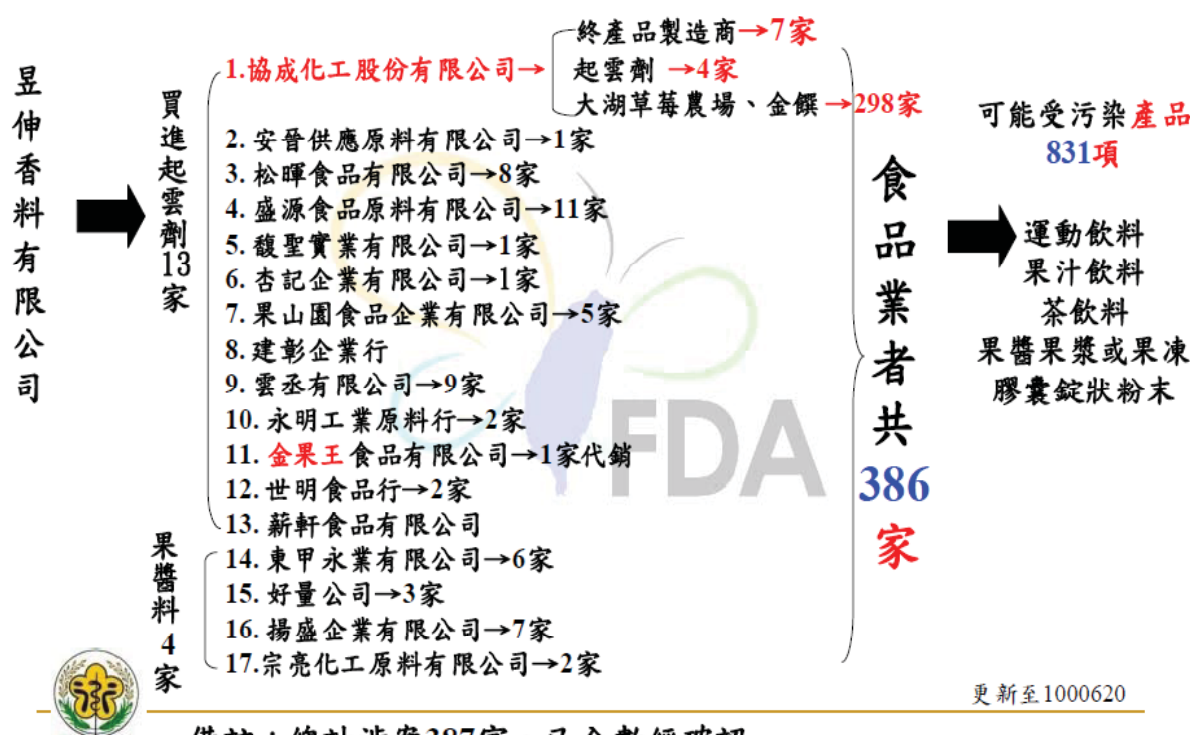 昱伸香料有限公司
買進起雲劑13家
1.協成化工股份有限公司→
終產品製造商→7家
起雲劑 →4家
大湖草莓農場、金饌→298家
2. 安晉供應原料有限公司→1家
3. 松暉食品有限公司→8家
4. 盛源食品原料有限公司→11家
5. 馥聖實業有限公司→1家
6. 杏記企業有限公司→1家
7. 果山園食品企業有限公司→5家
8. 建彰企業行
9. 雲丞有限公司→9家
10. 永明工業原料行→2家
11. 金果王食品有限公司→1家代銷
12. 世明食品行→2家
13. 薪軒食品有限公司
果醬料4家
14. 東甲永業有限公司→6家
15. 好量公司→3家
16. 揚盛企業有限公司→7家
17.宗亮化工原料有限公司→2家
食品業者共386家
可能受污染產品
831項
運動飲料
果汁飲料
茶飲料
果醬果漿或果凍
膠囊錠狀粉末
FDA
更新至1000620